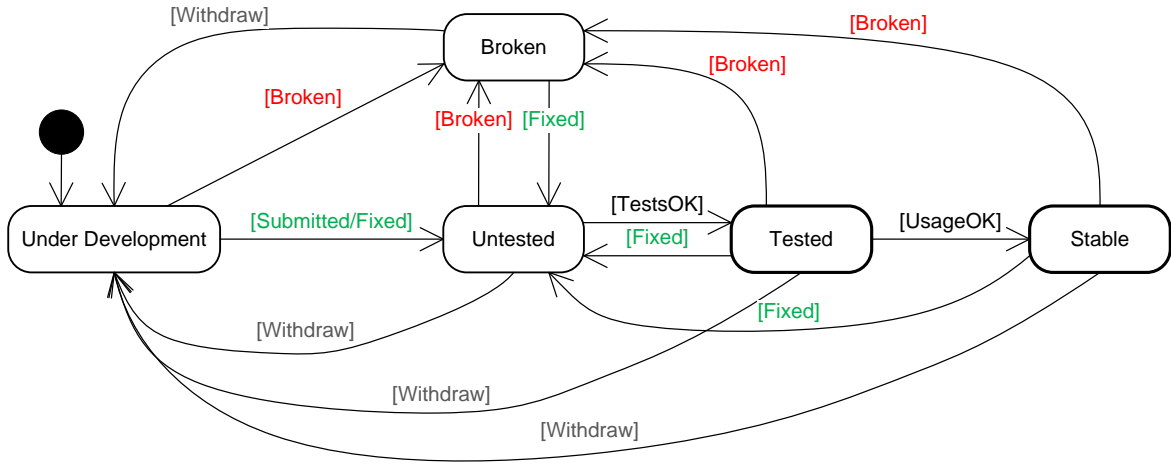 [Withdraw]
Broken
[Broken]
[Broken]
[Broken]
[Broken]
[Fixed]
Under Development
[Submitted/Fixed]
Untested
[TestsOK]
[Fixed]
Tested
[UsageOK]
Stable
[Fixed]
[Withdraw]
[Withdraw]
[Withdraw]